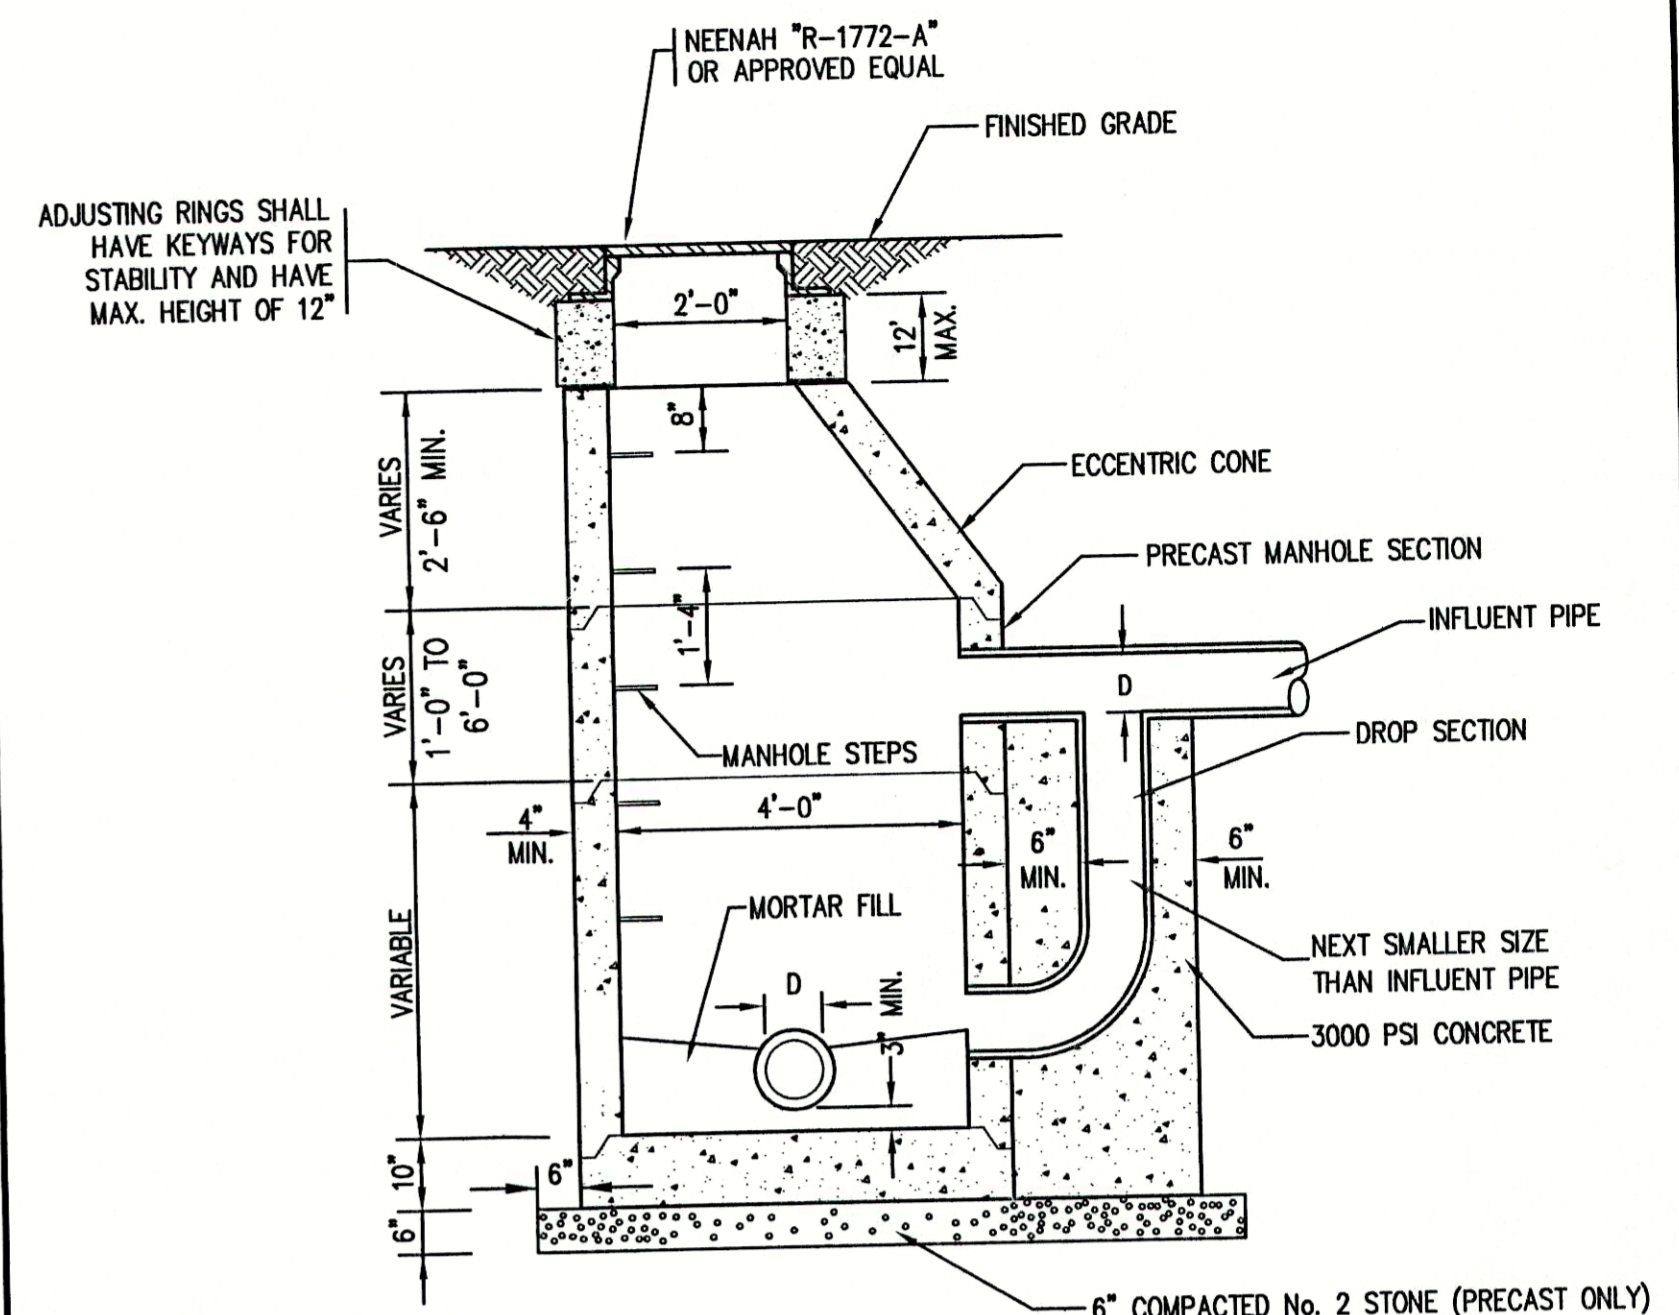 NEENAH "R-1772-A"
OR APPROVED EQUAL
FINISHED GRADE
ADJUSTING RINGS SHALL
HAVE KEYWAYS FOR
STABILITY AND HAVE
MAX. HEIGHT OF 12"
2'-0"
12'
MAX.
8"
VARIES
2'-6" MIN.
ECCENTRIC CONE
PRECAST MANHOLE SECTION
1'-4"
INFLUENT PIPE
VARIES
1'-0" TO
6'-0"
D
DROP SECTION
MANHOLE STEPS
4'-0"
4"
MIN.
6"
MIN.
6"
MIN.
MORTAR FILL
VARIABLE
NEXT SMALLER SIZE
THAN INFLUENT PIPE
D
3" MIN.
3000 PSI CONCRETE
10"
6"
6"
6" COMPACTED No. 2 STONE (PRECAST ONLY)